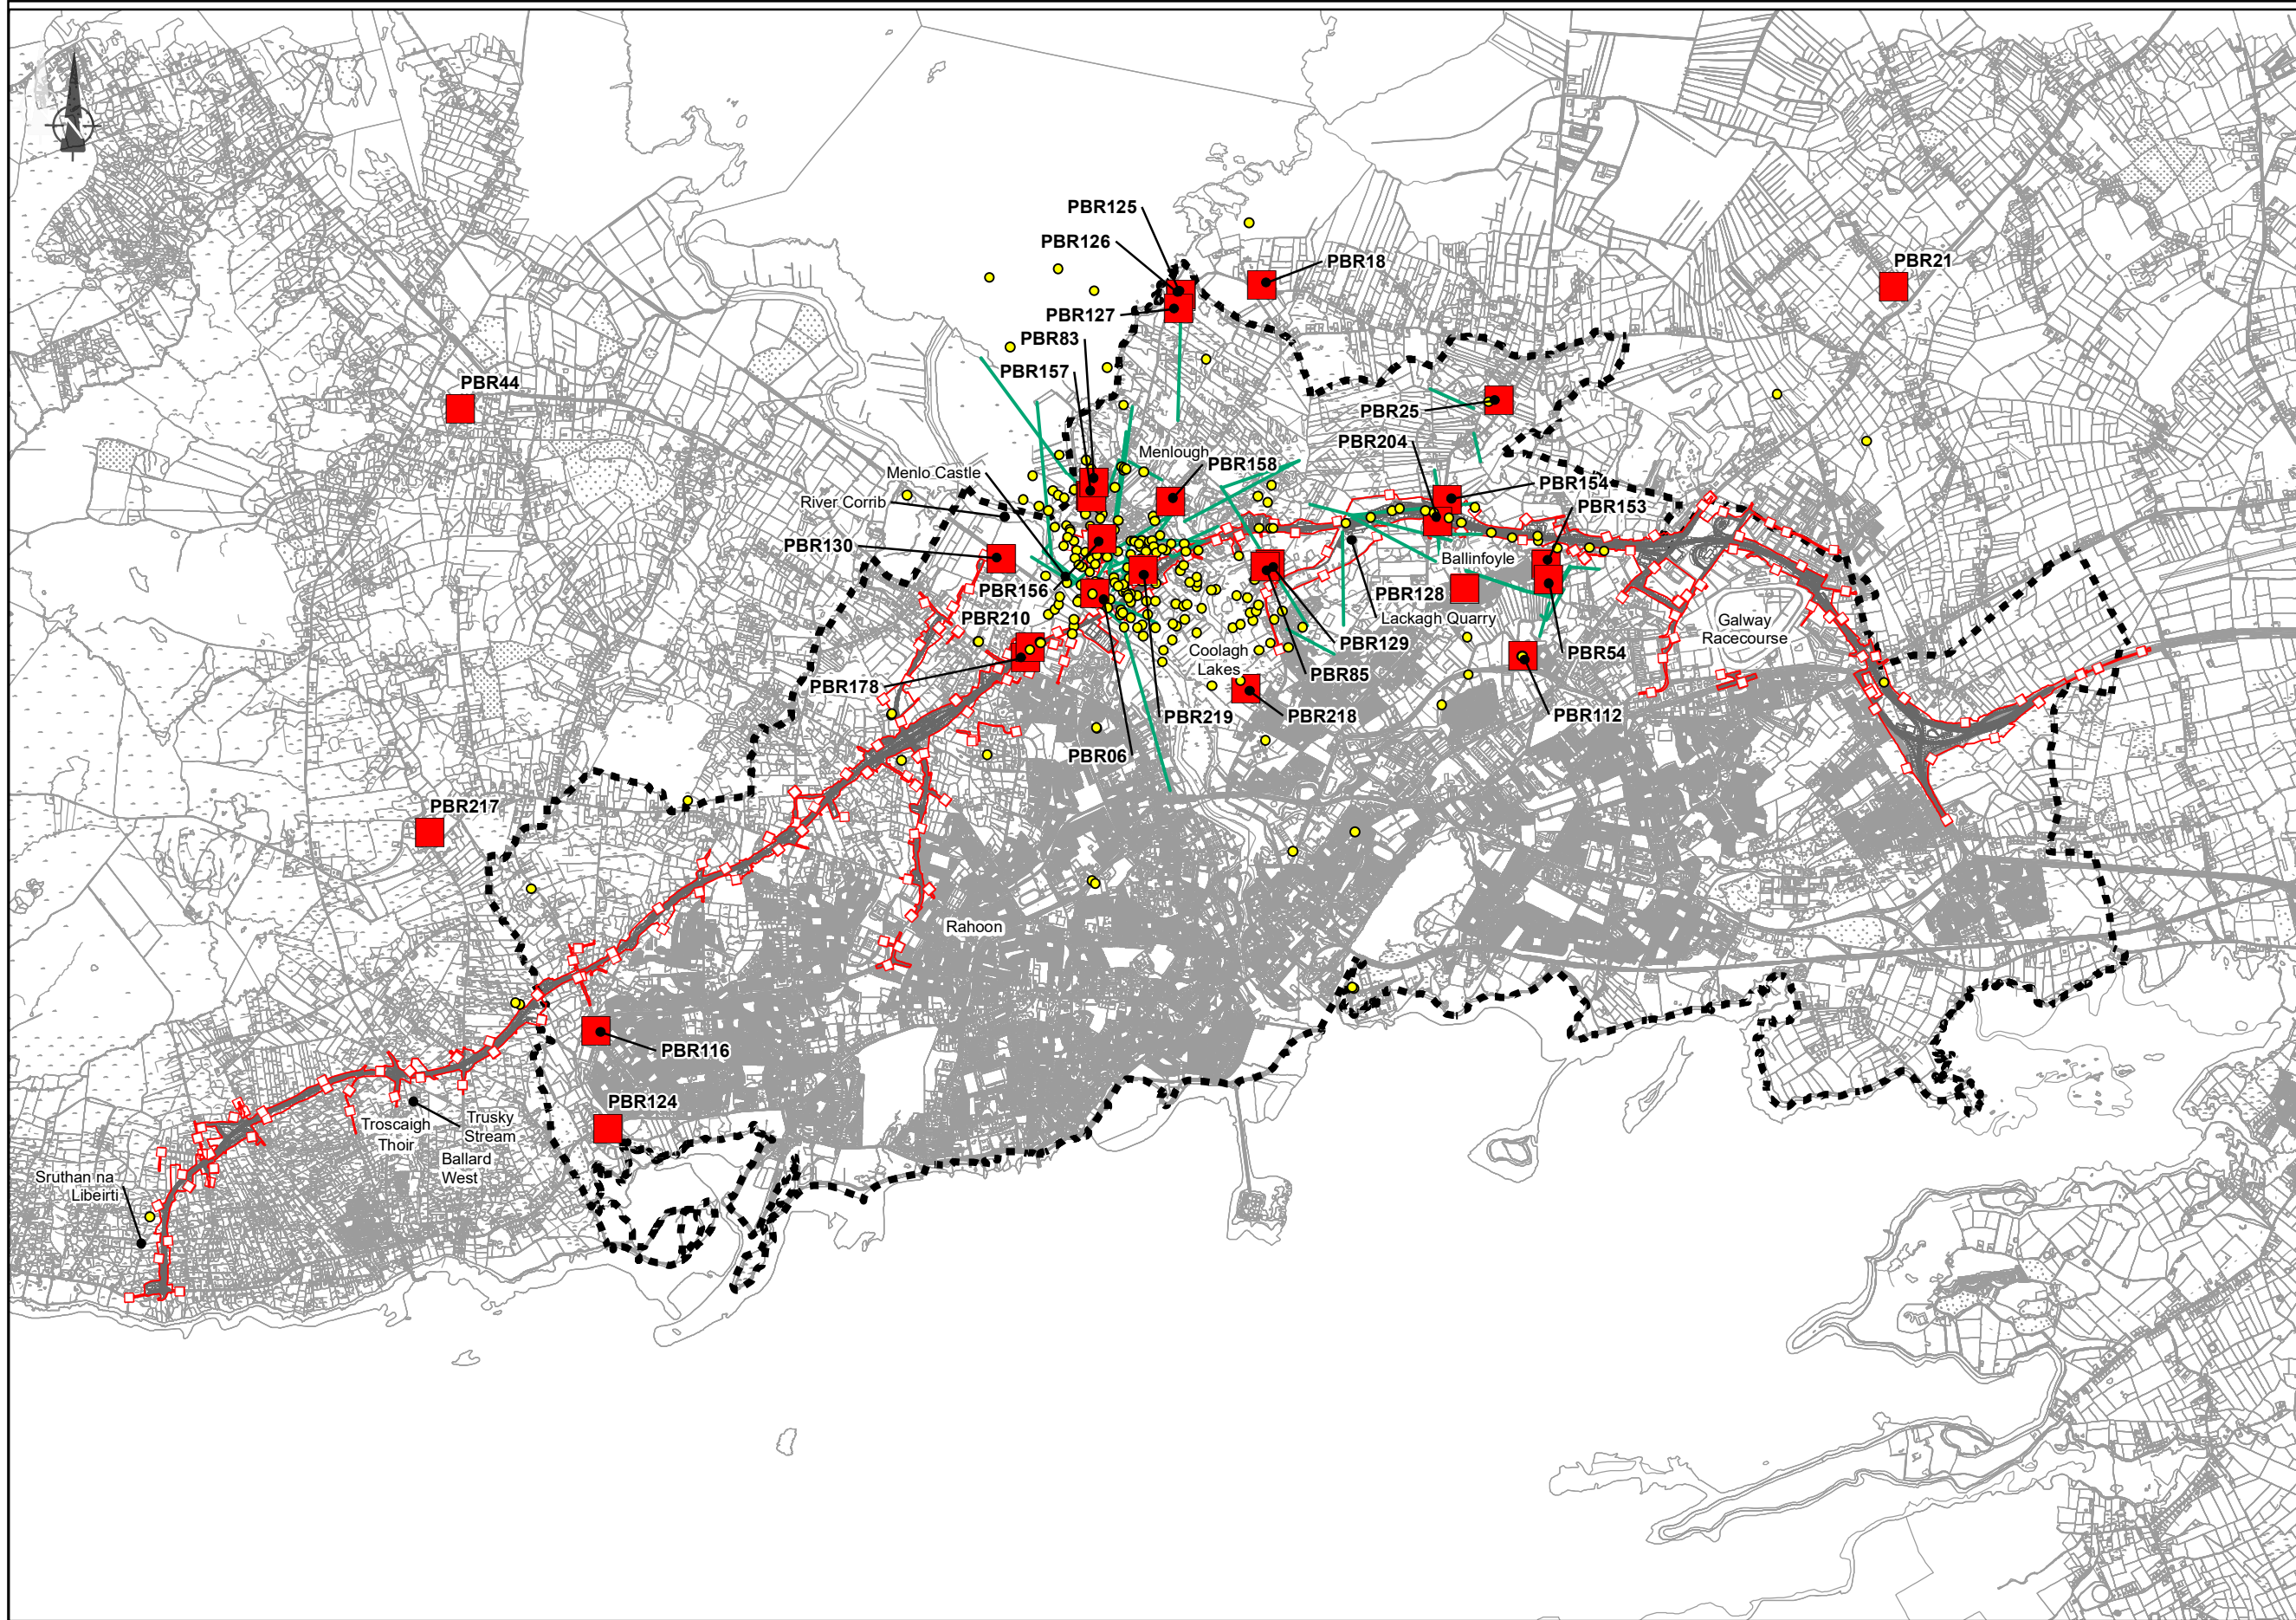 N
PBR125
PBR126
PBR18
PBR21
PBR127
PBR83
PBR157
PBR44
PBR25
PBR204
Menlough
PBR158
Menlo Castle
PBR154
River Corrib
PBR153
PBR130
Ballinfoyle
PBR156
PBR128
PBR210
Lackagh Quarry
Galway
Racecourse
PBR129
PBR54
Coolagh
Lakes
PBR85
PBR178
PBR219
PBR218
PBR112
PBR06
PBR217
Rahoon
PBR116
PBR124
Trusky
Stream
Troscaigh
Thoir
Ballard
West
Sruthan na
Libeirti